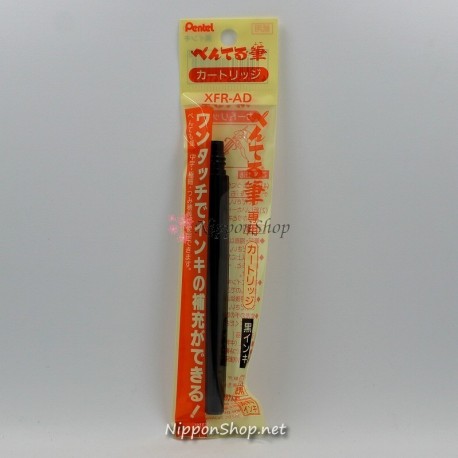 Pentel
ぺんてる筆
カートリッジ
XFR-AD
ワンタッチでインキの補充ができる!
ぺんてる筆
専用カートリッジ
黒インキ
NipponShop
NipponShop.net